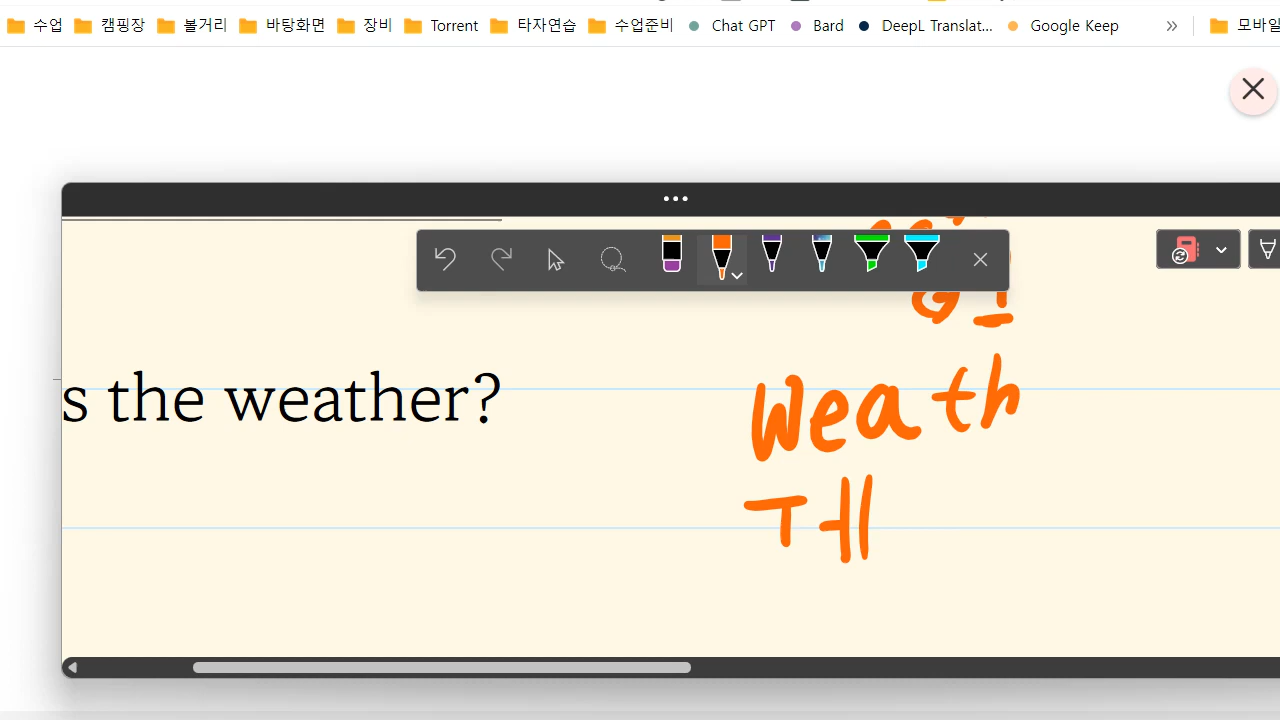 수업 캠핑장 볼거리 바탕화면 장비 Torrent 타자연습 수업준비 Chat GPT Bard DeepL Translat... Google Keep » 모바일
s the weather?
Weath
ㅜㅔ